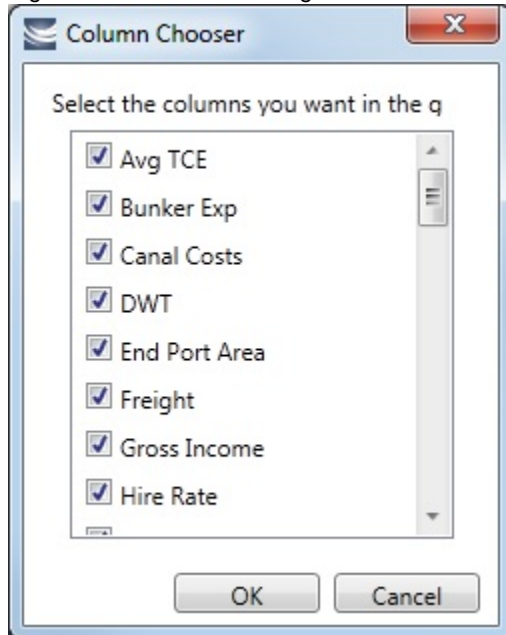 Column Chooser
Select the columns you want in the q
Avg TCE
Bunker Exp
Canal Costs
DWT
End Port Area
Freight
Gross Income
Hire Rate
OK Cancel